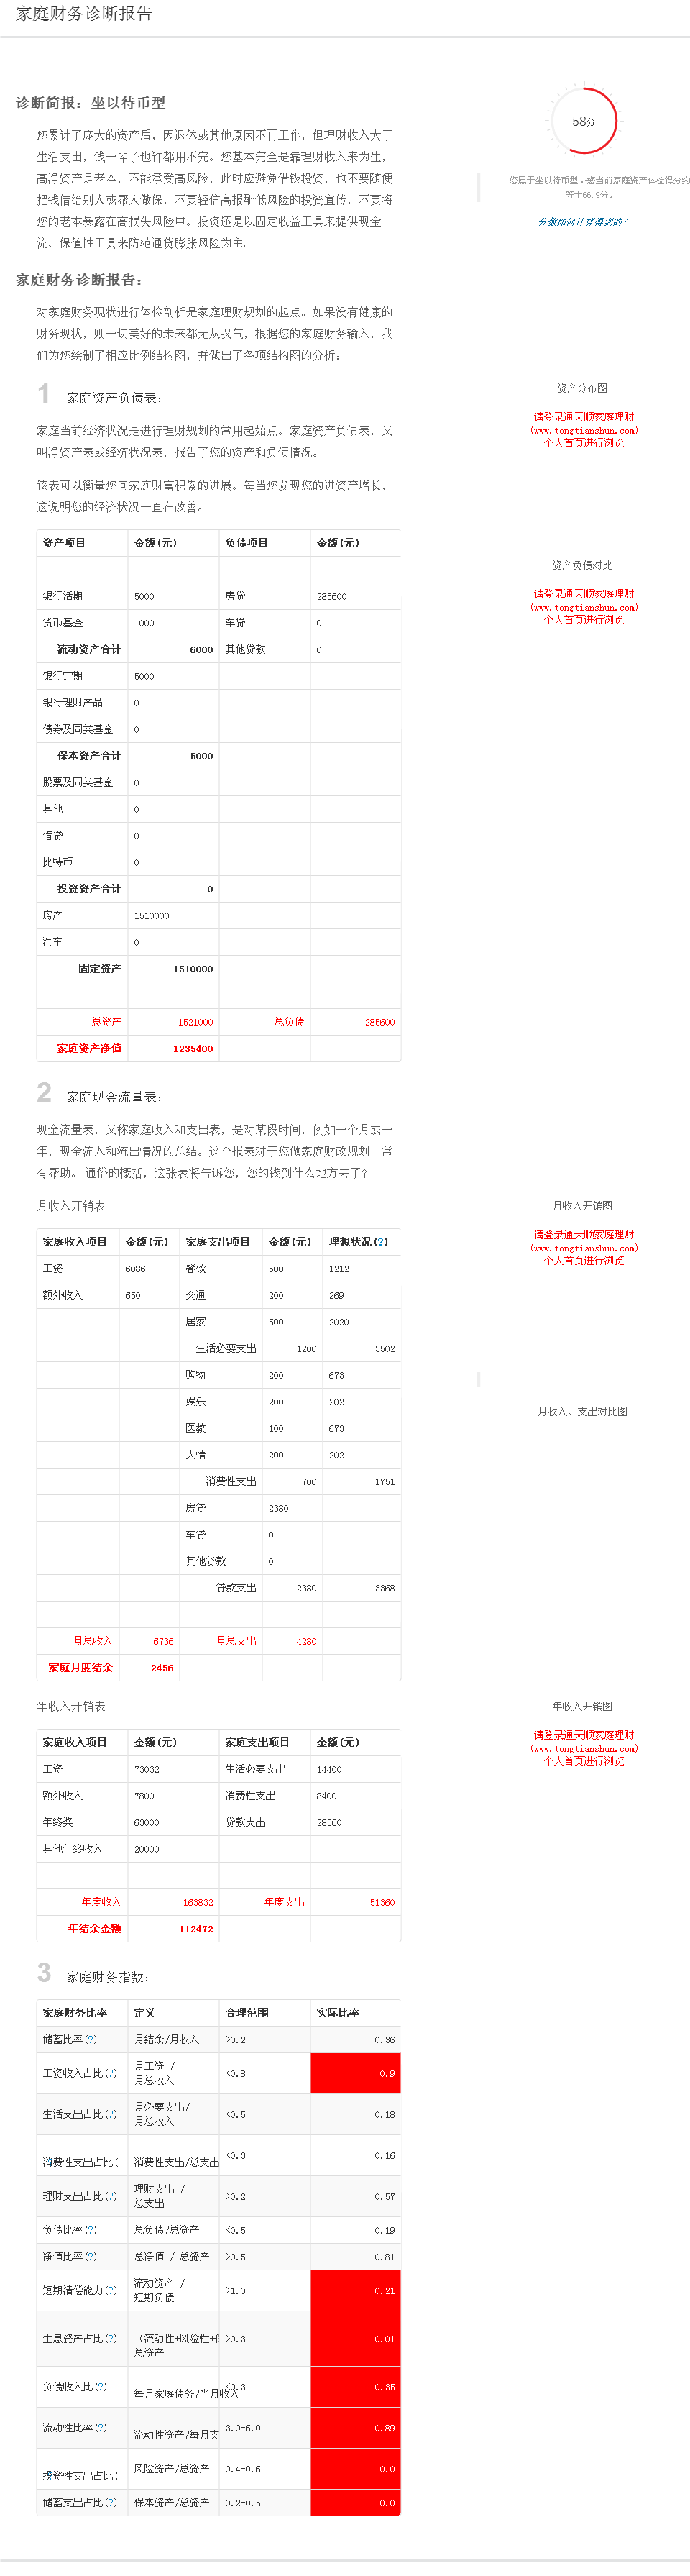 家庭财务诊断报告
诊断简报：坐以待币型
您累计了庞大的资产后，因退休或其他原因不再工作，但理财收入大于
生活支出，钱一辈子也许都用不完。您基本完全是靠理财收入来为生，
高净资产是老本，不能承受高风险，此时应避免借钱投资，也不要随便
把钱借给别人或帮人做保，不要轻信高报酬低风险的投资宣传，不要将
您的老本暴露在高损失风险中。投资还是以固定收益工具来提供现金
流、保值性工具来防范通货膨胀风险为主。
58分
您属于坐以待币型，您当前家庭资产体检得分约
等于66.9分。
分数如何计算得到的？
家庭财务诊断报告：
对家庭财务现状进行体检剖析是家庭理财规划的起点。如果没有健康的
财务现状，则一切美好的未来都无从叹气，根据您的家庭财务输入，我
们为您绘制了相应比例结构图，并做出了各项结构图的分析：
1 家庭资产负债表：
家庭当前经济状况是进行理财规划的常用起始点。家庭资产负债表，又
叫净资产表或经济状况表，报告了您的资产和负债情况。
该表可以衡量您向家庭财富积累的进展。每当您发现您的进资产增长，
这说明您的经济状况一直在改善。
资产分布图
请登录通天顺家庭理财
(www.tongtianshun.com)
个人首页进行浏览
资产项目 金额(元) 负债项目 金额(元)
银行活期 5000 房贷 285600
货币基金 1000 车贷 0
流动资产合计 6000 其他贷款 0
银行定期 5000
银行理财产品 0
债券及同类基金 0
保本资产合计 5000
股票及同类基金 0
其他 0
借贷 0
比特币 0
投资资产合计 0
房产 1510000
汽车 0
固定资产 1510000
总资产 1521000 总负债 285600
家庭资产净值 1235400
资产负债对比
请登录通天顺家庭理财
(www.tongtianshun.com)
个人首页进行浏览
2 家庭现金流量表：
现金流量表，又称家庭收入和支出表，是对某段时间，例如一个月或一
年，现金流入和流出情况的总结。这个报表对于您做家庭财政规划非常
有帮助。 通俗的概括，这张表将告诉您，您的钱到什么地方去了?
月收入开销表
家庭收入项目 金额(元) 家庭支出项目 金额(元) 理想状况(?)
工资 6086 餐饮 500 1212
额外收入 650 交通 200 269
居家 500 2020
生活必要支出 1200 3502
购物 200 673
娱乐 200 202
医教 100 673
人情 200 202
消费性支出 700 1751
房贷 2380
车贷 0
其他贷款 0
贷款支出 2380 3368
月总收入 6736 月总支出 4280
家庭月度结余 2456
月收入开销图
请登录通天顺家庭理财
(www.tongtianshun.com)
个人首页进行浏览
—
月收入、支出对比图
年收入开销表
家庭收入项目 金额(元) 家庭支出项目 金额(元)
工资 73032 生活必要支出 14400
额外收入 7800 消费性支出 8400
年终奖 63000 贷款支出 28560
其他年终收入 20000
年度收入 163832 年度支出 51360
年结余金额 112472
年收入开销图
请登录通天顺家庭理财
(www.tongtianshun.com)
个人首页进行浏览
3 家庭财务指数：
家庭财务比率 定义 合理范围 实际比率
储蓄比率(?) 月结余/月收入 >0.2 0.36
工资收入占比(?) 月工资 /
月总收入 <0.8 0.9
生活支出占比(?) 月必要支出/
月总收入 <0.5 0.18
消费性支出占比( 消费性支出/总支出 <0.3 0.16
理财支出占比(?) 理财支出 /
总支出 >0.2 0.57
负债比率(?) 总负债/总资产 <0.5 0.19
净值比率(?) 总净值 / 总资产 >0.5 0.81
短期清偿能力(?) 流动资产 /
短期负债 >1.0 0.21
生息资产占比(?) （流动性+风险性+
总资产 >0.3 0.01
负债收入比(?) 每月家庭债务/当月收入 <0.3 0.35
流动性比率(?) 流动性资产/每月支 3.0-6.0 0.89
投资性支出占比( 风险资产/总资产 0.4-0.6 0.0
储蓄支出占比(?) 保本资产/总资产 0.2-0.5 0.0